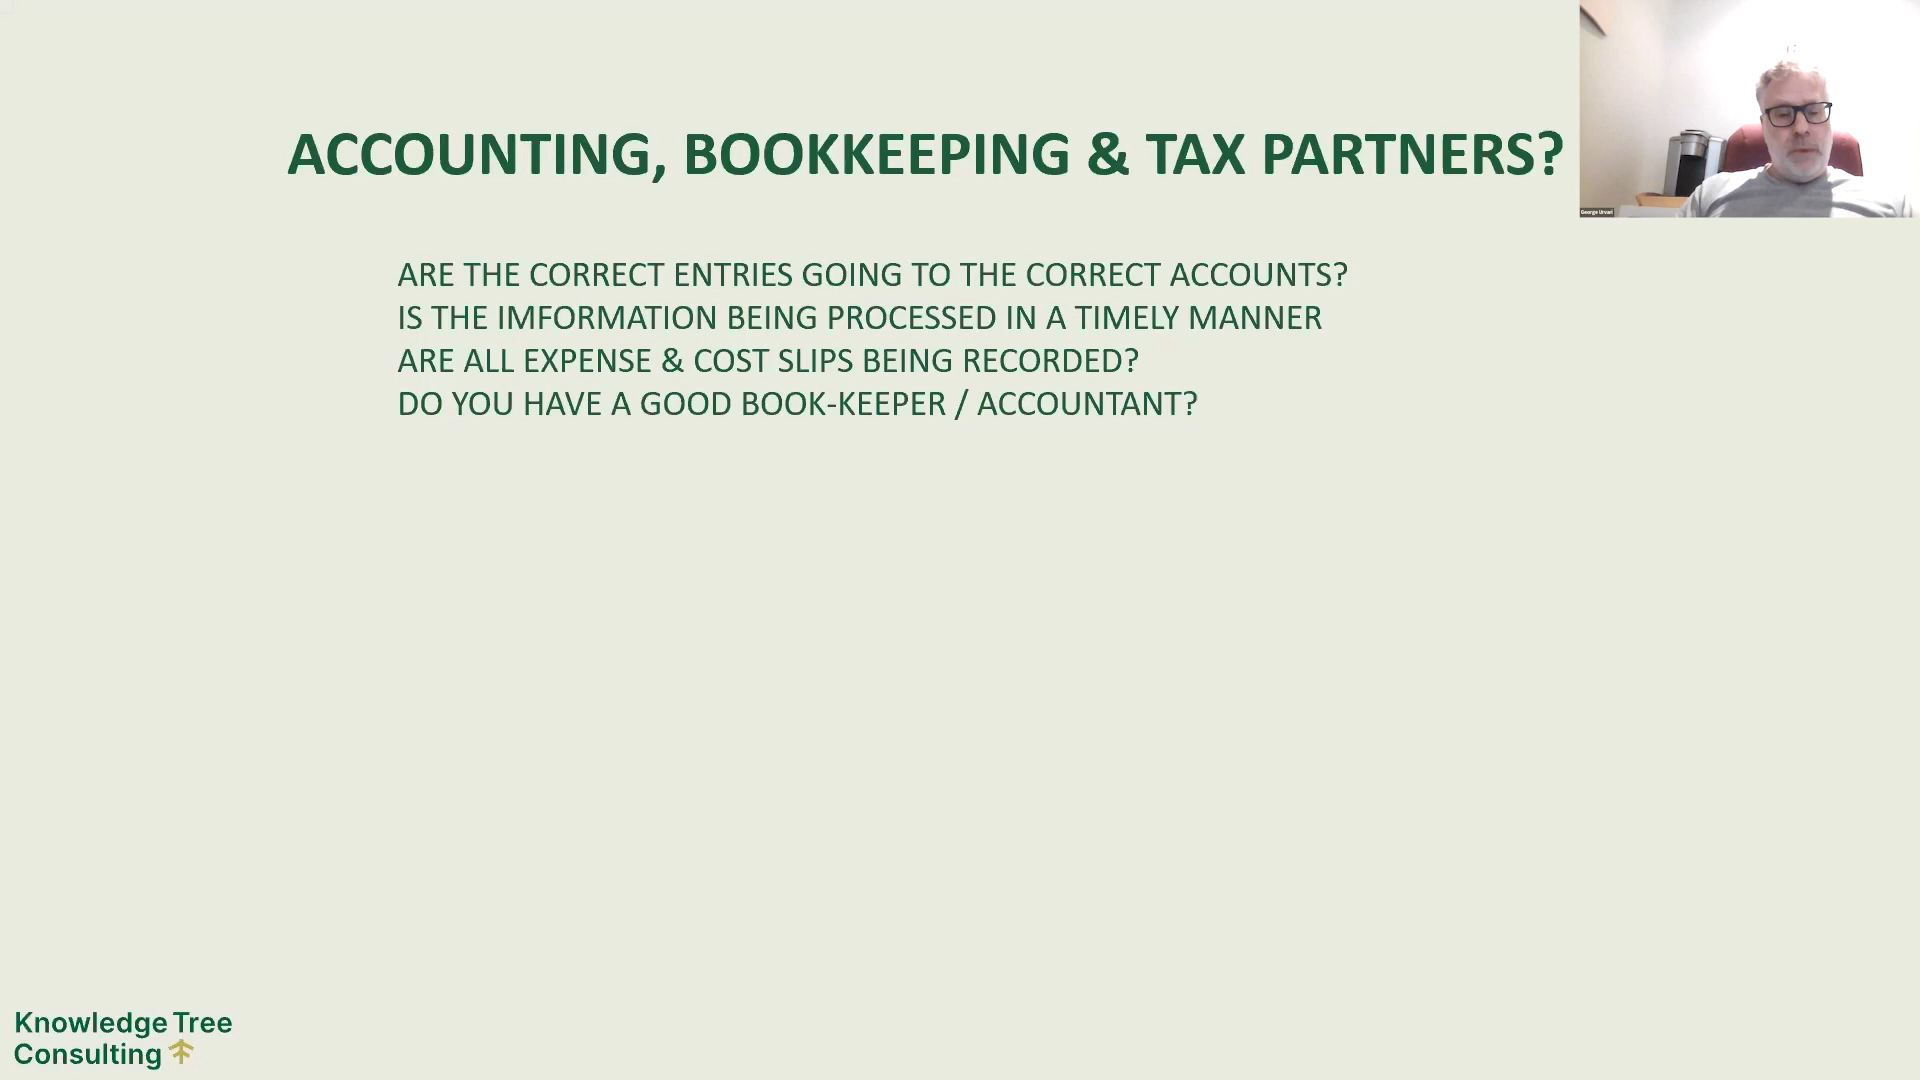 ACCOUNTING, BOOKKEEPING & TAX PARTNERS?
George Urvari
ARE THE CORRECT ENTRIES GOING TO THE CORRECT ACCOUNTS?
IS THE IMFORMATION BEING PROCESSED IN A TIMELY MANNER
ARE ALL EXPENSE & COST SLIPS BEING RECORDED?
DO YOU HAVE A GOOD BOOK-KEEPER / ACCOUNTANT?
Knowledge Tree
Consulting